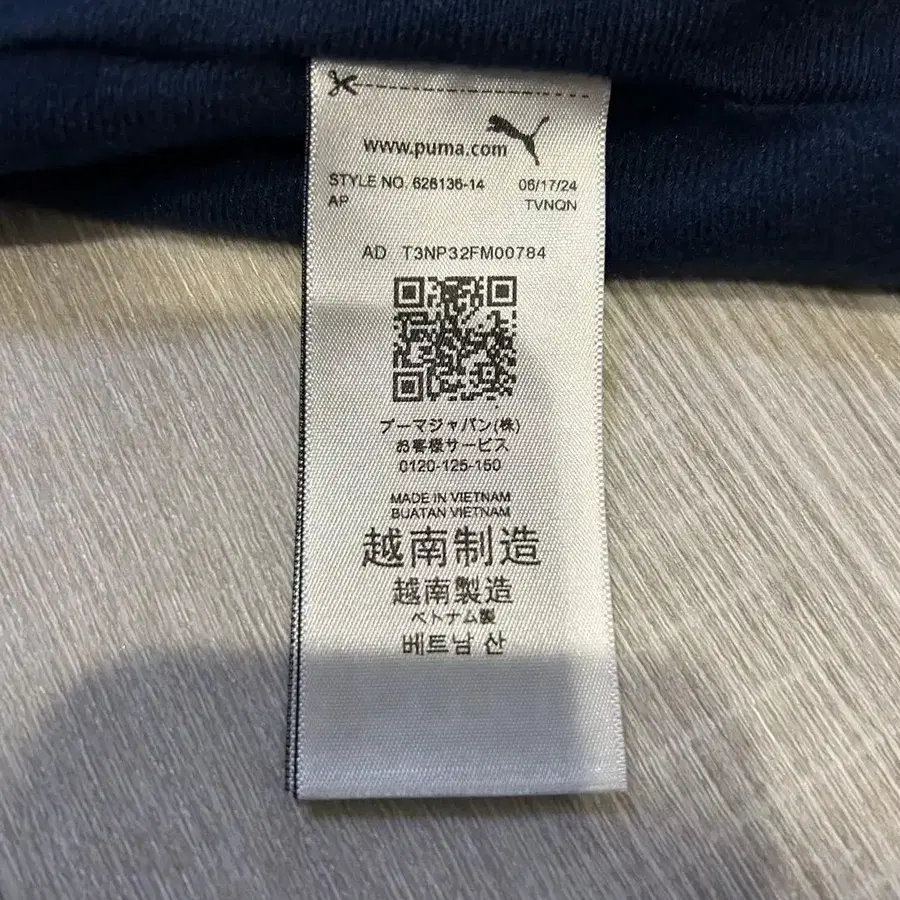 www.puma.com
STYLE NO. 628136-14 06/17/24
AP TVNQN
AD T3NP32FM00784
プーマジャパン(株)
お客様サービス
0120-125-150
MADE IN VIETNAM
BUATAN VIETNAM
越南制造
越南製造
ベトナム製
베트남 산